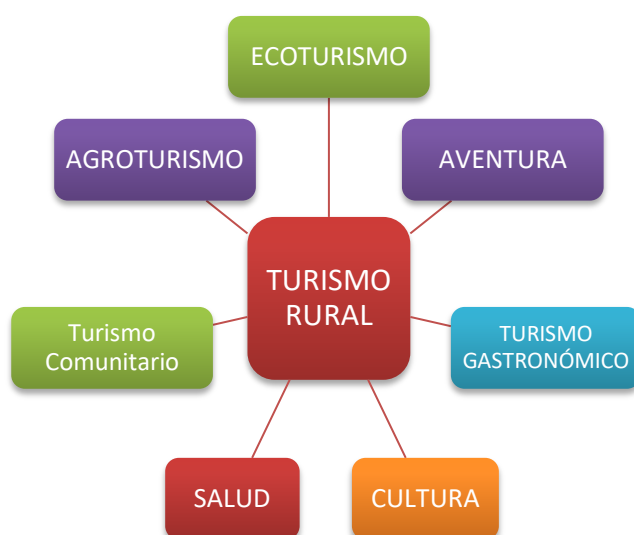 ECOTURISMO
AGROTURISMO
AVENTURA
TURISMO
RURAL
Turismo
Comunitario
TURISMO
GASTRONÓMICO
SALUD
CULTURA